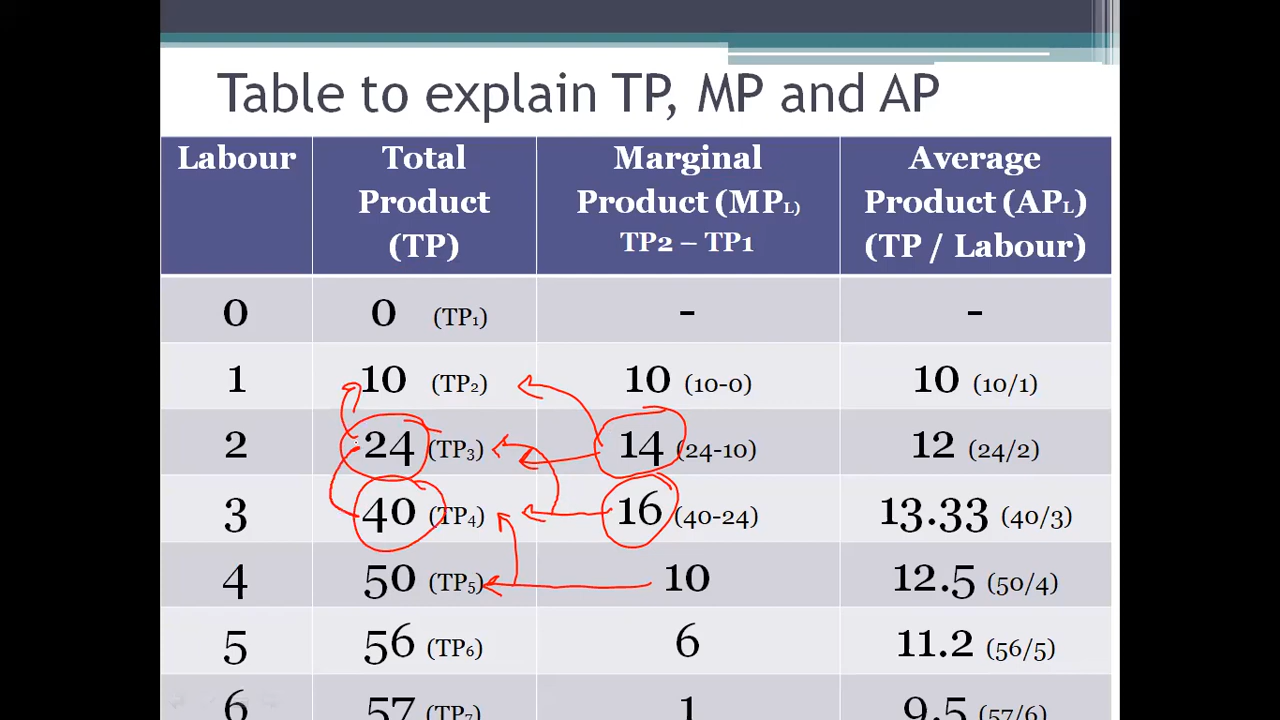 Table to explain TP, MP and AP
Labour
Total
Product
(TP)
Marginal
Product (MPL)
TP2 – TP1
Average
Product (APL)
(TP / Labour)
0 0 (TP1) - -
1 10 (TP2) 10 (10-0) 10 (10/1)
2 24 (TP3) 14 (24-10) 12 (24/2)
3 40 (TP4) 16 (40-24) 13.33 (40/3)
4 50 (TP5) 10 12.5 (50/4)
5 56 (TP6) 6 11.2 (56/5)
6 57 (TP7) 1 9.5 (57/6)